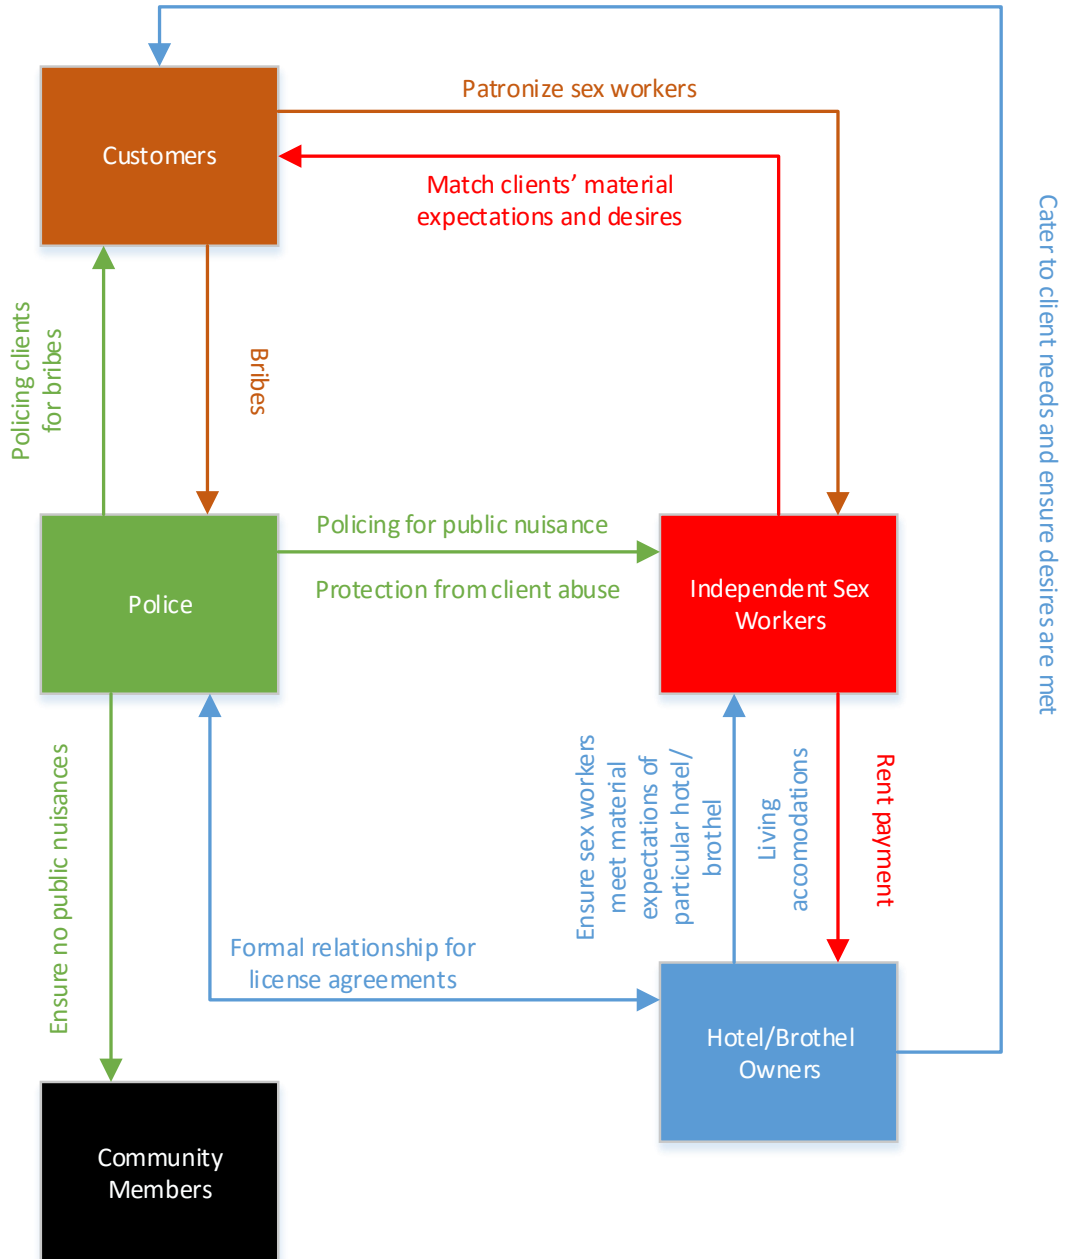 Patronize sex workers
Customers
Match clients’ material
expectations and desires
Cater to client needs and ensure desires are met
Policing clients
for bribes
Bribes
Policing for public nuisance
Protection from client abuse
Police
Independent Sex
Workers
Ensure no public nuisances
Ensure sex workers
meet material
expectations of
particular hotel/
brothel
Living
accomodations
Rent payment
Formal relationship for
license agreements
Hotel/Brothel
Owners
Community
Members